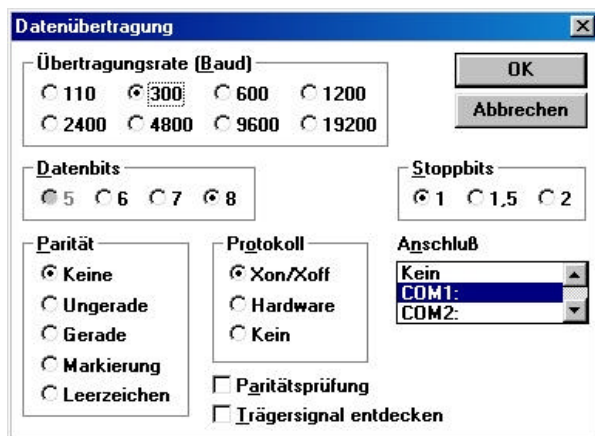 Datenübertragung
Übertragungsrate (Baud)
110 300 600 1200
2400 4800 9600 19200
OK
Abbrechen
Datenbits
5 6 7 8
Stoppbits
1 1,5 2
Parität
Keine
Ungerade
Gerade
Markierung
Leerzeichen
Protokoll
Xon/Xoff
Hardware
Kein
Anschluß
Kein
COM1:
COM2:
Paritätsprüfung
Trägersignal entdecken